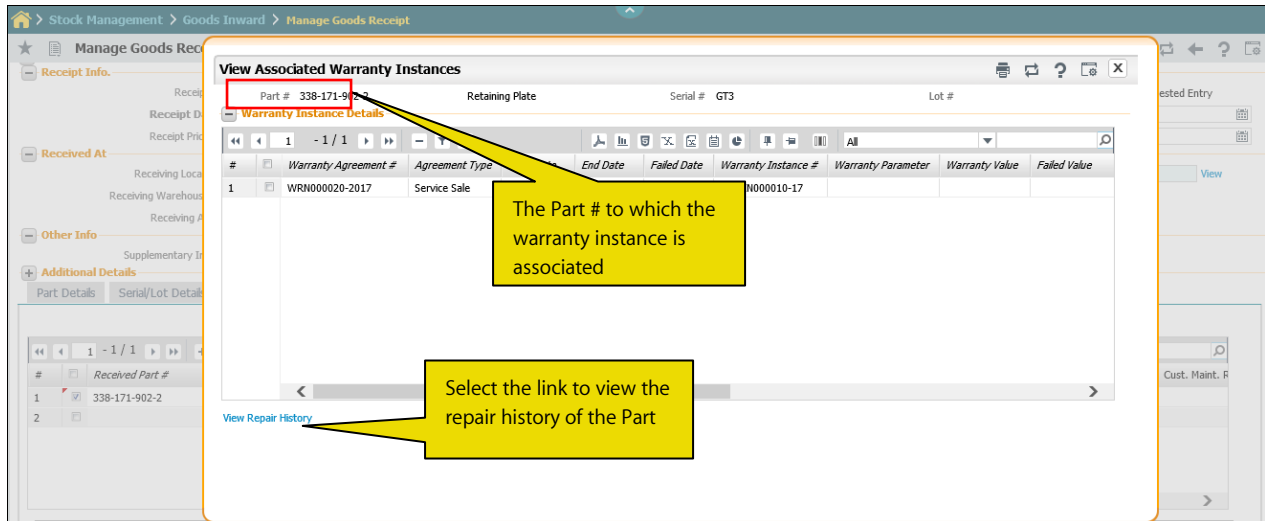 Stock Management > Goods Inward > Manage Goods Receipt
Manage Goods Rec
Receipt Info.
Receip
Receipt D
Receipt Pric
Received At
Receiving Loca
Receiving Warehous
Receiving A
Other Info
Supplementary In
Additional Details
Part Details Serial/Lot Details
1 - 1 / 1
# Received Part #
1 338-171-902-2
2
View Associated Warranty Instances
Part # 338-171-902-2 Retaining Plate Serial # GT3 Lot #
Warranty Instance Details
1 - 1 / 1 All
# Warranty Agreement # Agreement Type End Date Failed Date Warranty Instance # Warranty Parameter Warranty Value Failed Value
1 WRN000020-2017 Service Sale N000010-17
The Part # to which the
warranty instance is
associated
Select the link to view the
repair history of the Part
View Repair History
ested Entry
View
Cust. Maint. R